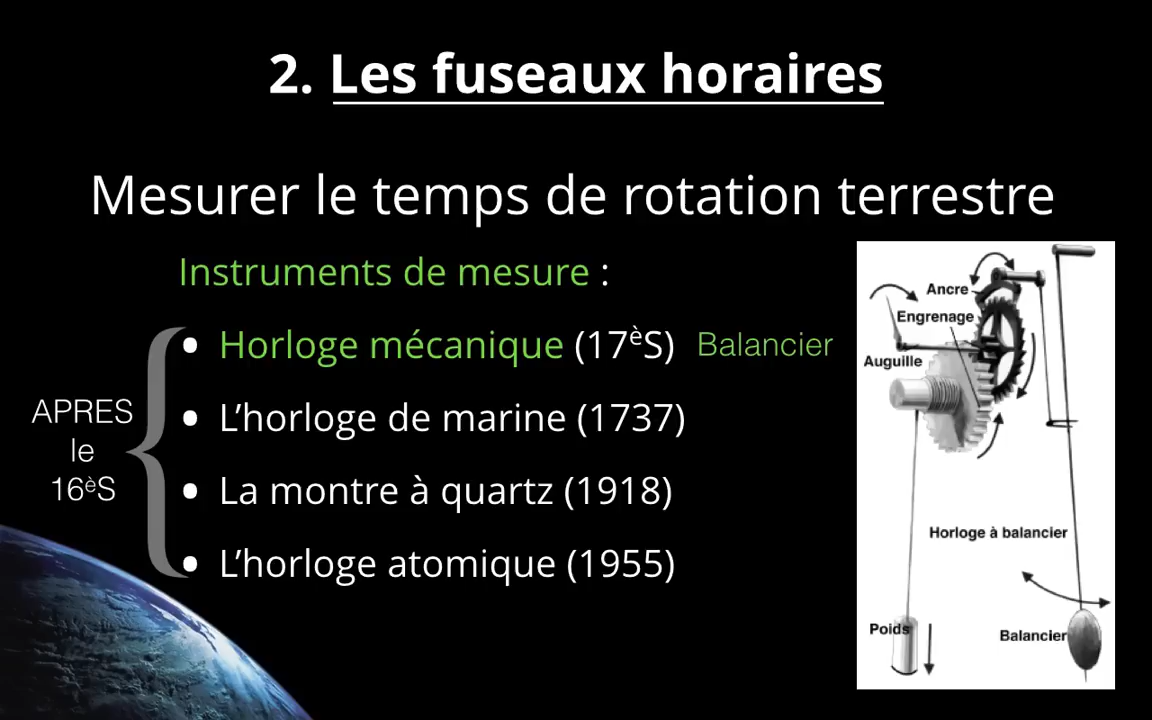 2. Les fuseaux horaires
Mesurer le temps de rotation terrestre
Instruments de mesure :
APRES
le
16èS
• Horloge mécanique (17èS) Balancier
• L’horloge de marine (1737)
• La montre à quartz (1918)
• L’horloge atomique (1955)
Ancre
Engrenage
Auguille
Horloge à balancier
Poids
Balancier